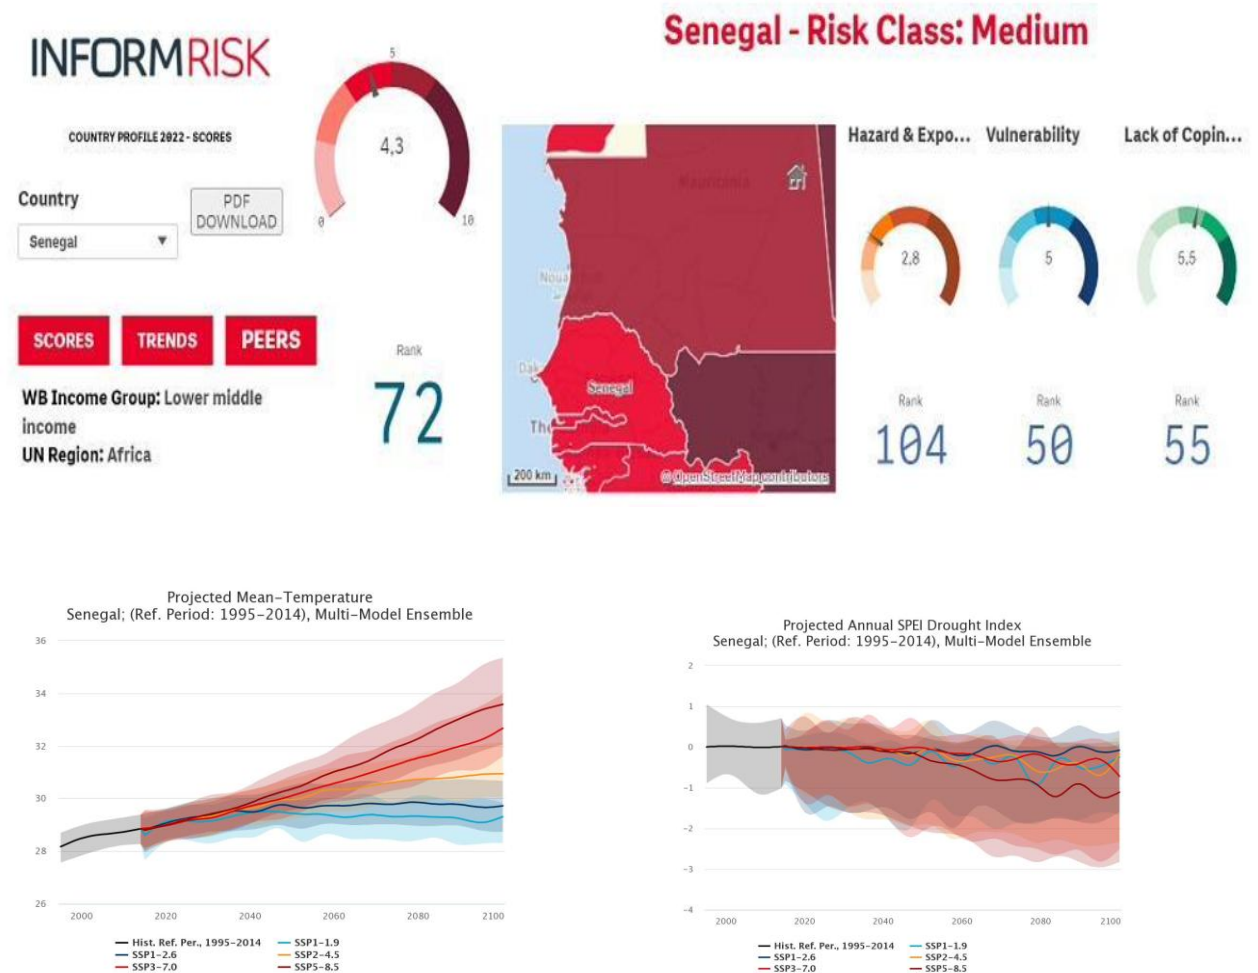 Senegal - Risk Class: Medium
INFORMRISK
COUNTRY PROFILE 2022 - SCORES
Country
Senegal
PDF
DOWNLOAD
5
4,3
0
10
SCORES
TRENDS
PEERS
WB Income Group: Lower middle
income
UN Region: Africa
Rank
72
Mauritania
Senegal
200 km
© OpenStreetMap contributors
Hazard & Expo...
Vulnerability
Lack of Copin...
2,8
5
5,5
Rank
Rank
Rank
104
50
55
Projected Mean-Temperature
Senegal; (Ref. Period: 1995-2014), Multi-Model Ensemble
36
34
32
30
28
26
2000
2020
2040
2060
2080
2100
Hist. Ref. Per., 1995-2014
SSP1-1.9
SSP1-2.6
SSP2-4.5
SSP3-7.0
SSP5-8.5
Projected Annual SPEI Drought Index
Senegal; (Ref. Period: 1995-2014), Multi-Model Ensemble
2
1
0
-1
-2
-3
-4
2000
2020
2040
2060
2080
2100
Hist. Ref. Per., 1995-2014
SSP1-1.9
SSP1-2.6
SSP2-4.5
SSP3-7.0
SSP5-8.5